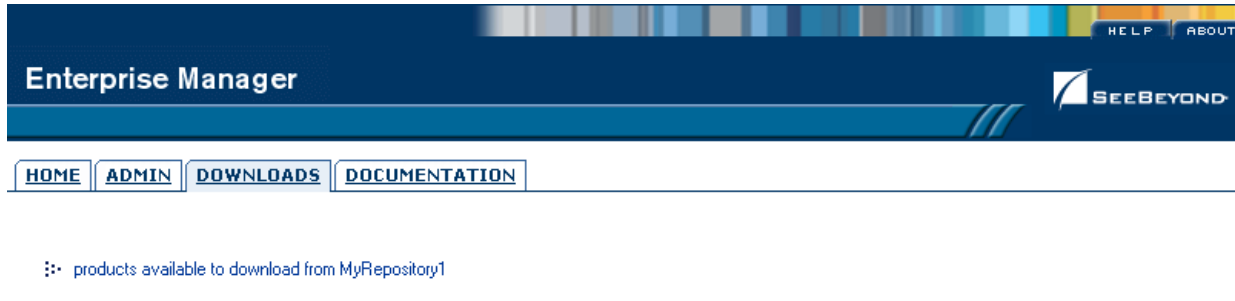 HELP ABOUT
Enterprise Manager
SEEBEYOND
HOME ADMIN DOWNLOADS DOCUMENTATION
products available to download from MyRepository1